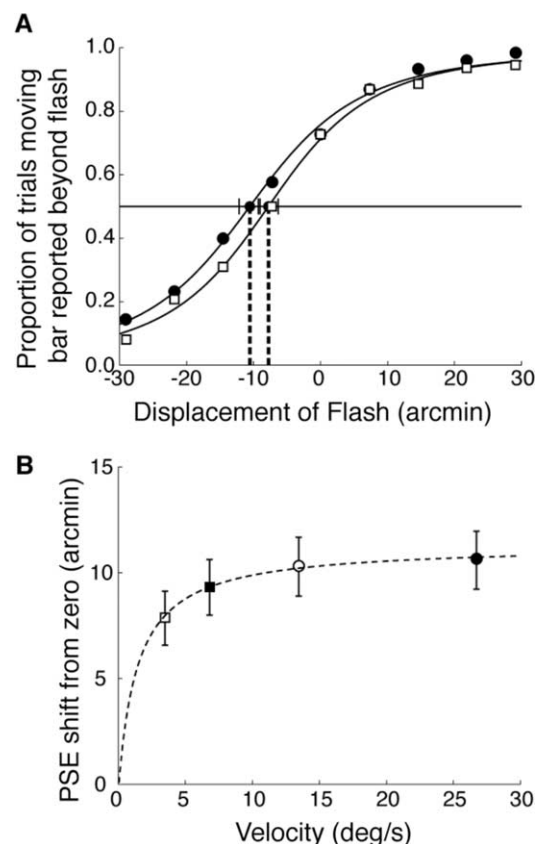 A
Proportion of trials moving
bar reported beyond flash
1.0
0.8
0.6
0.4
0.2
0.0
-30 -20 -10 0 10 20 30
Displacement of Flash (arcmin)
B
PSE shift from zero (arcmin)
15
10
5
0
0 5 10 15 20 25 30
Velocity (deg/s)